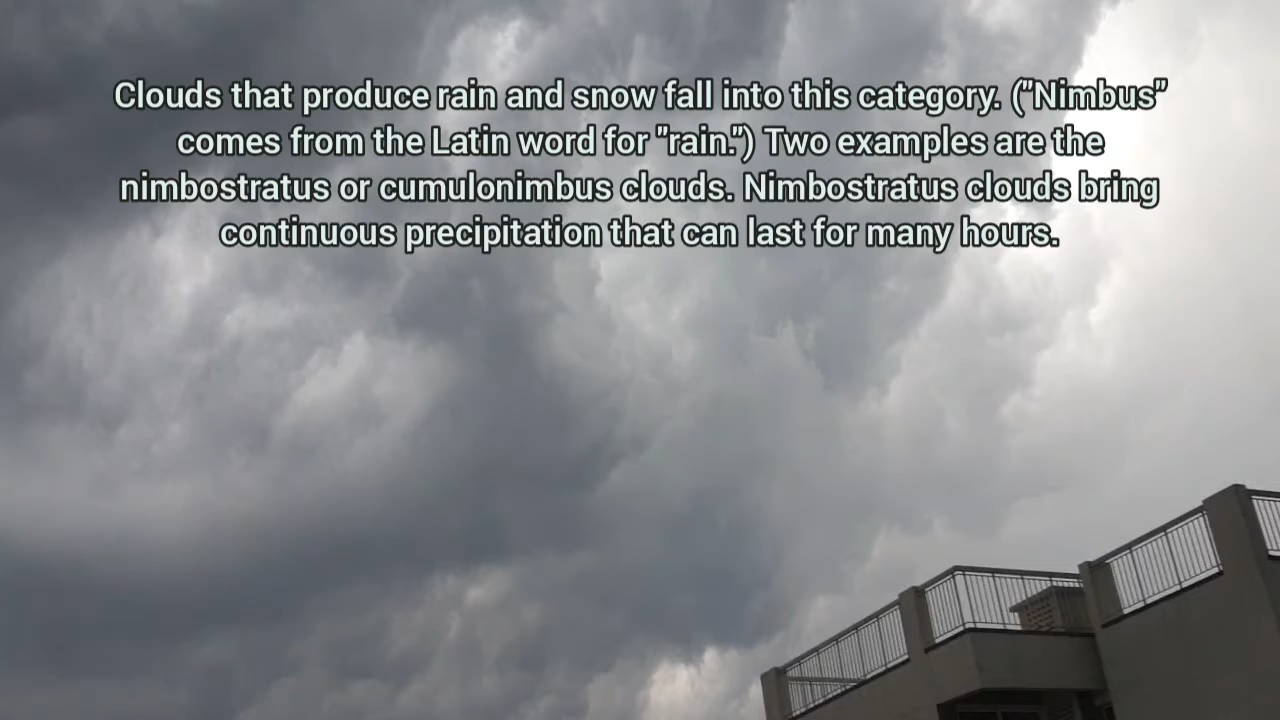 Clouds that produce rain and snow fall into this category. ("Nimbus"
comes from the Latin word for "rain.") Two examples are the
nimbostratus or cumulonimbus clouds. Nimbostratus clouds bring
continuous precipitation that can last for many hours.